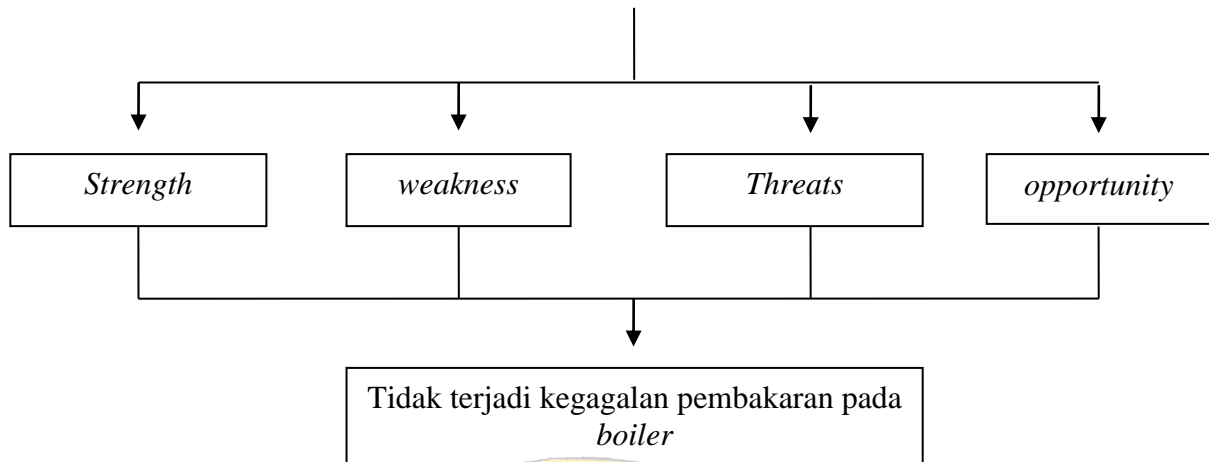 Strength
weakness
Threats
opportunity
Tidak terjadi kegagalan pembakaran pada
boiler